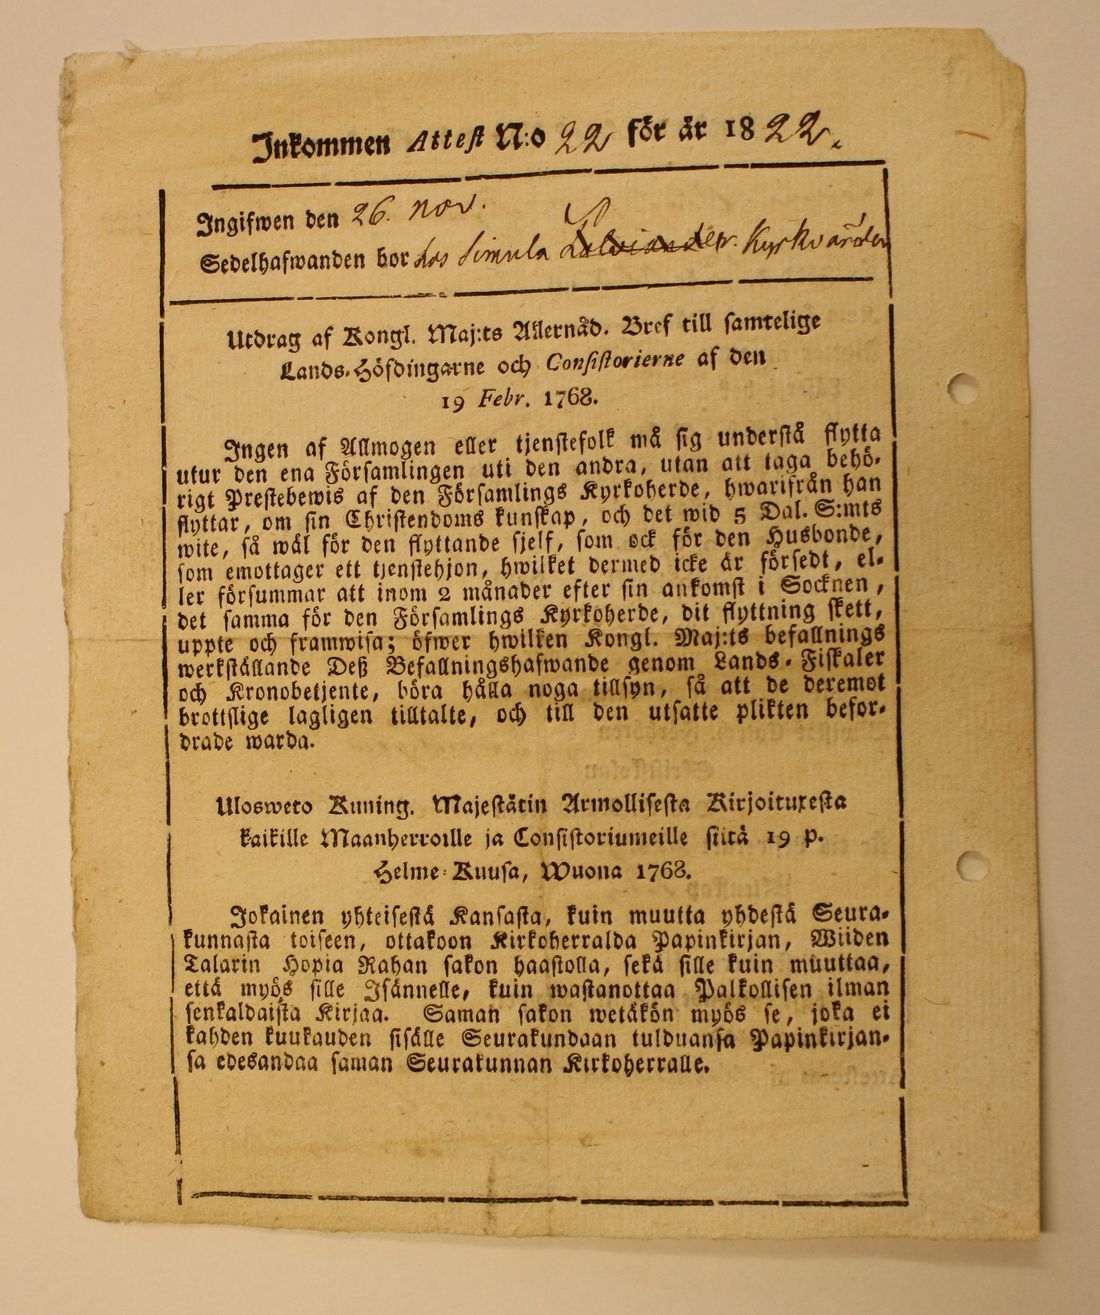 Inkommen Attest N:o 22 för år 1822.
Ingifwen den 26. nov.
Sedelhafwanden bor hos Simula Kyrkvärden
Utdrag af Kongl. Maj:ts Allernåd. Bref till samtelige
Lands-Höfdingarne och Consistorierne af den
19 Febr. 1768.
Ingen af Allmogen eller tjenstefolk må sig understå flytta
utur den ena Församlingen uti den andra, utan att taga behö-
rigt Prestebewis af den Församlings Kyrkoherde, hwarifrån han
flyttar, om sin Christendoms kunskap, och det wid 5 Dal. S:mts
wite, så wäl för den flyttande sjelf, som ock för den Husbonde,
som emottager ett tjenstehjon, hwilket dermed icke är försedt, el-
ler försummar att inom 2 månader efter sin ankomst i Socknen,
det samma för den Församlings Kyrkoherde, dit flyttning skett,
uppte och framwisa; öfwer hwilken Kongl. Maj:ts befallnings
werkställande Deß Befallningshafwande genom Lands-Fiskaler
och Kronobetjente, böra hålla noga tillsyn, så att de deremot
brottslige lagligen tilltalte, och till den utsatte plikten befor-
drade warda.
Ulosweto Kuning. Majestätin Armollisesta Kirjoituxesta
kaikille Maanherroille ja Consistoriumeille siitä 19 p.
Helme-Kuusa, Wuona 1768.
Jokainen yhteisestä Kansasta, kuin muutta yhdestä Seura-
kunnasta toiseen, ottakoon Kirkoherralda Papinkirjan, Wiiden
Talarin Hopia Rahan sakon haastolla, sekä sille kuin muuttaa,
että myös sille Isännelle, kuin wastanottaa Palkollisen ilman
senkaldaista Kirjaa. Saman sakon wetäkön myös se, joka ei
kahden kuukauden sisälle Seurakundaan tulduansa Papinkirjan-
sa edesandaa saman Seurakunnan Kirkoherralle.